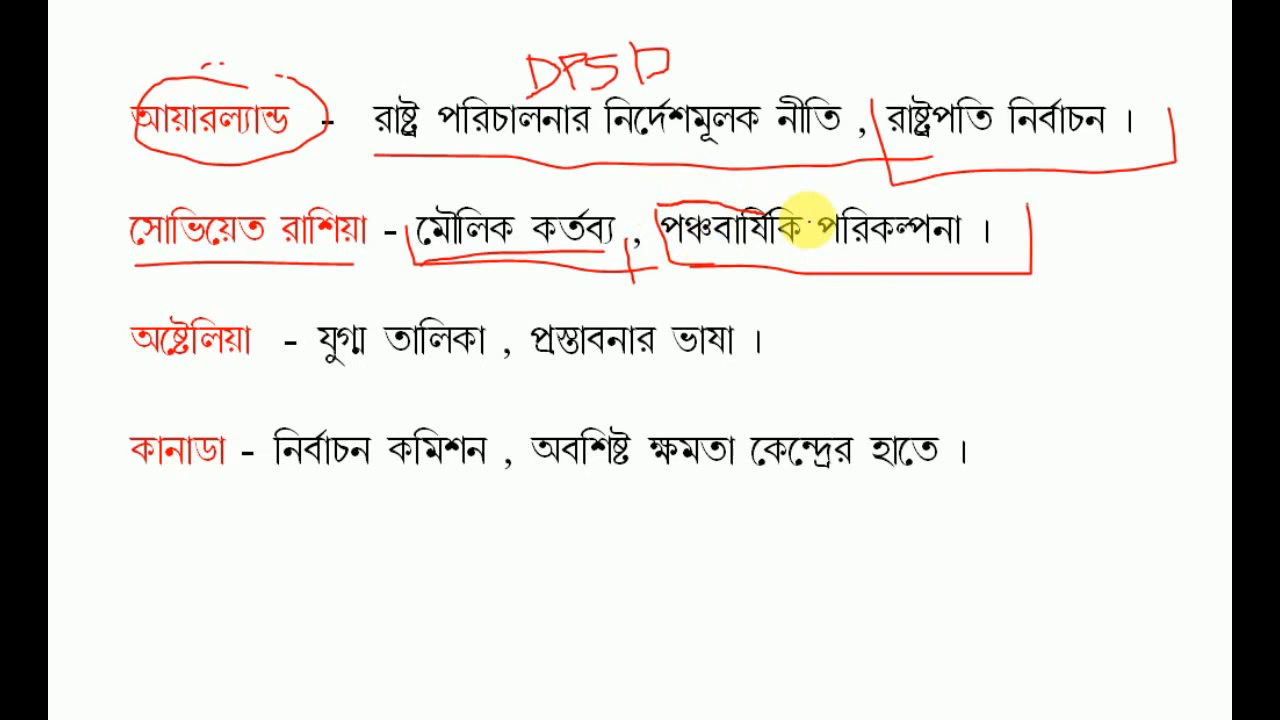 DPSP
আয়ারল্যান্ড - রাষ্ট্র পরিচালনার নির্দেশমূলক নীতি , রাষ্ট্রপতি নির্বাচন ।
সোভিয়েত রাশিয়া - মৌলিক কর্তব্য , পঞ্চবার্ষিকি পরিকল্পনা ।
অষ্টেলিয়া - যুগ্ম তালিকা , প্রস্তাবনার ভাষা ।
কানাডা - নির্বাচন কমিশন , অবশিষ্ট ক্ষমতা কেন্দ্রের হাতে ।